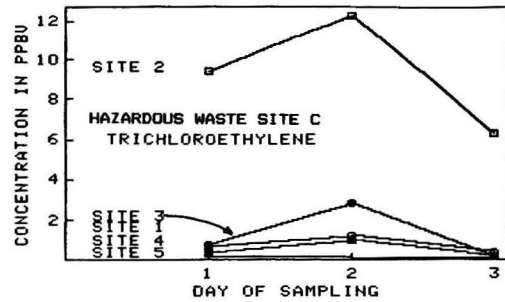 CONCENTRATION IN PPBV
12
10
8
6
4
2
SITE 2
HAZARDOUS WASTE SITE C
TRICHLOROETHYLENE
SITE 3
SITE 1
SITE 4
SITE 5
1 2 3
DAY OF SAMPLING